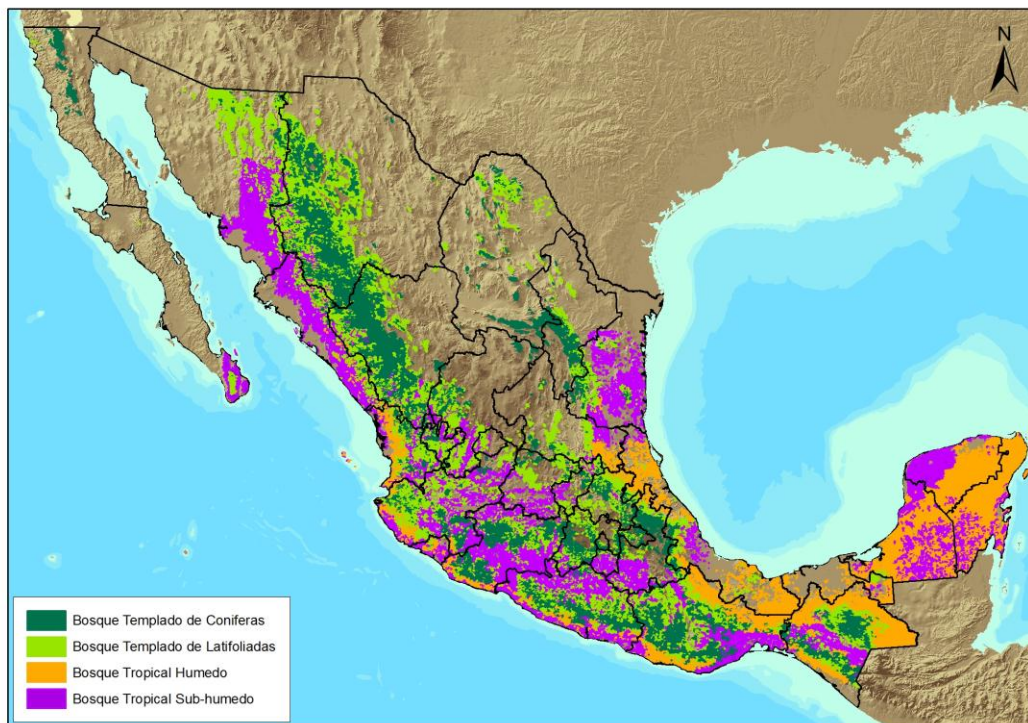 N
Bosque Templado de Coniferas
Bosque Templado de Latifoliadas
Bosque Tropical Humedo
Bosque Tropical Sub-humedo